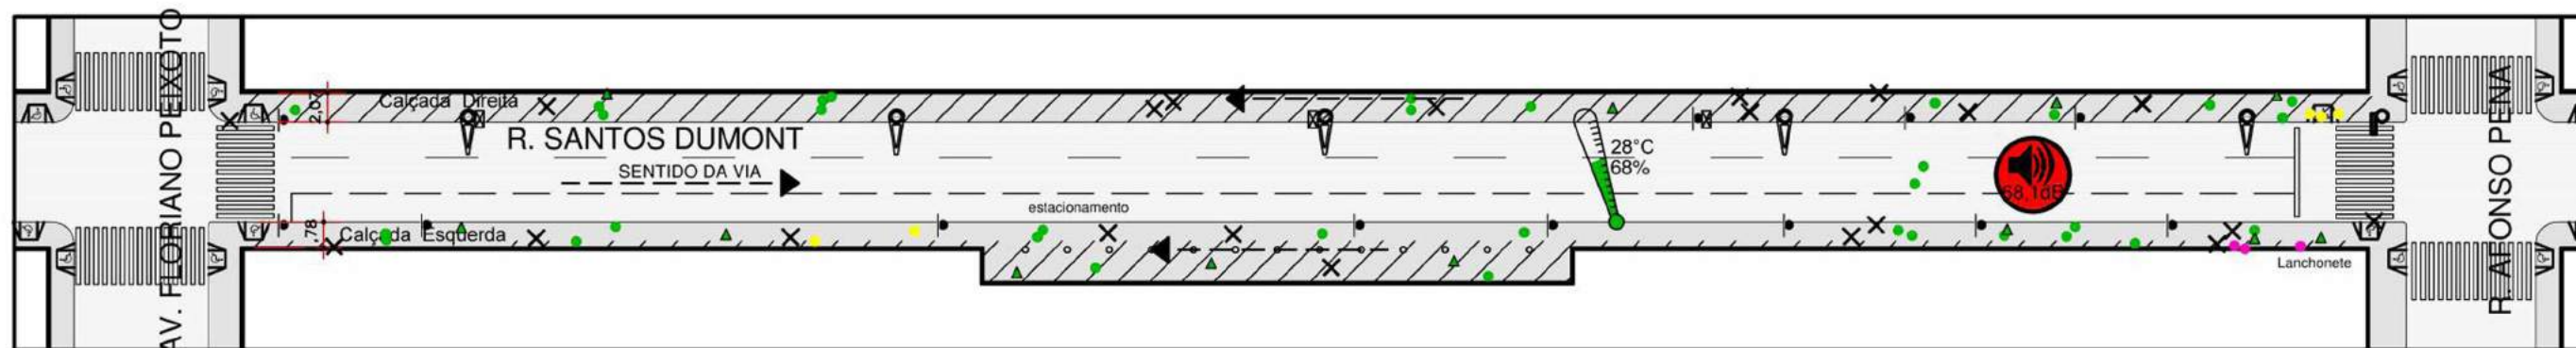 AV. FLORIANO PEIXOTO
2,07
Calçada Direita
R. SANTOS DUMONT
SENTIDO DA VIA
28°C
68%
68,1dB
estacionamento
,78
Calçada Esquerda
Lanchonete
R. AFONSO PENA